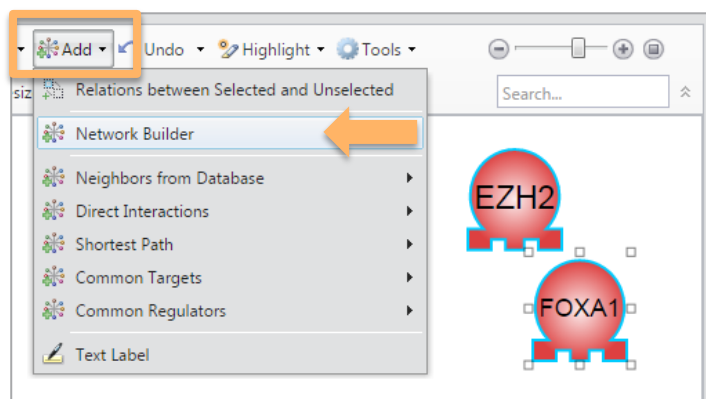 Add Undo Highlight Tools
siz
Relations between Selected and Unselected
Search...
Network Builder
Neighbors from Database
Direct Interactions
Shortest Path
Common Targets
Common Regulators
Text Label
EZH2
FOXA1